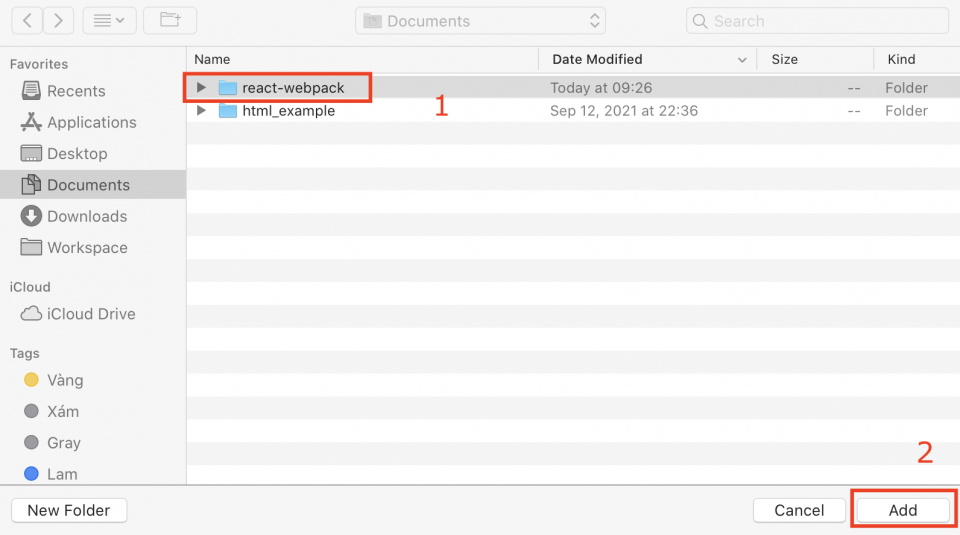 Documents
Search
Favorites
Recents
Applications
Desktop
Documents
Downloads
Workspace
iCloud
iCloud Drive
Tags
Vàng
Xám
Gray
Lam
Name Date Modified Size Kind
react-webpack Today at 09:26 -- Folder
html_example Sep 12, 2021 at 22:36 -- Folder
1
2
New Folder Cancel Add